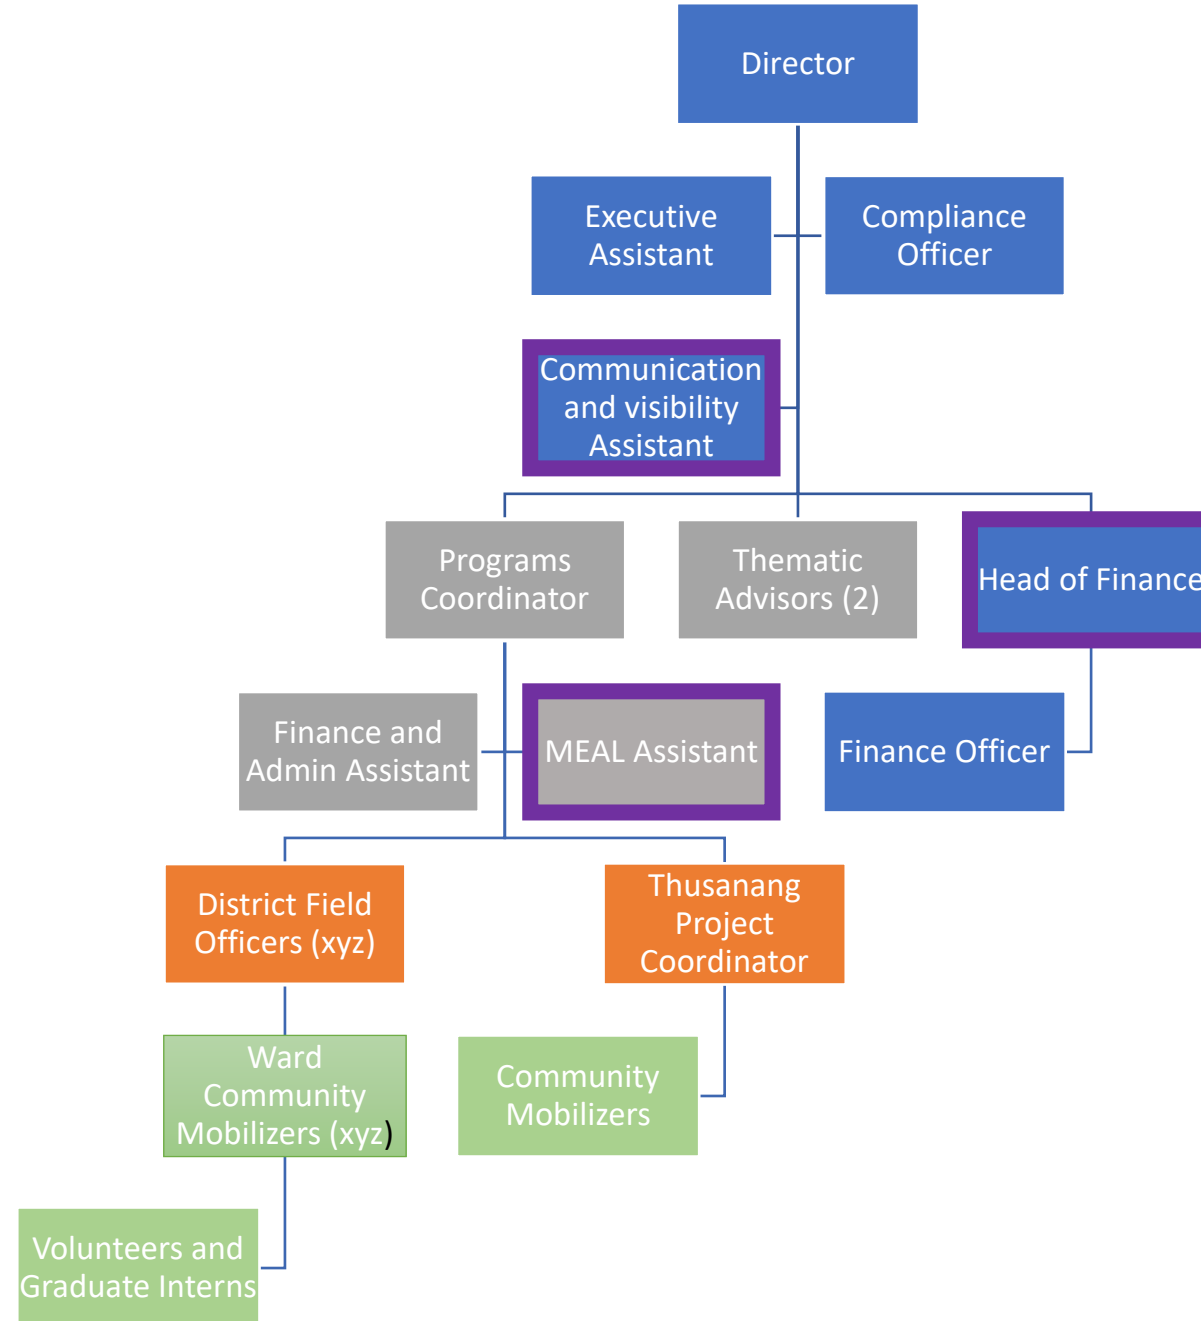 Director
Executive
Assistant
Compliance
Officer
Communication
and visibility
Assistant
Programs
Coordinator
Thematic
Advisors (2)
Head of Finance
Finance and
Admin Assistant
MEAL Assistant
Finance Officer
District Field
Officers (xyz)
Thusanang
Project
Coordinator
Ward
Community
Mobilizers (xyz)
Community
Mobilizers
Volunteers and
Graduate Interns